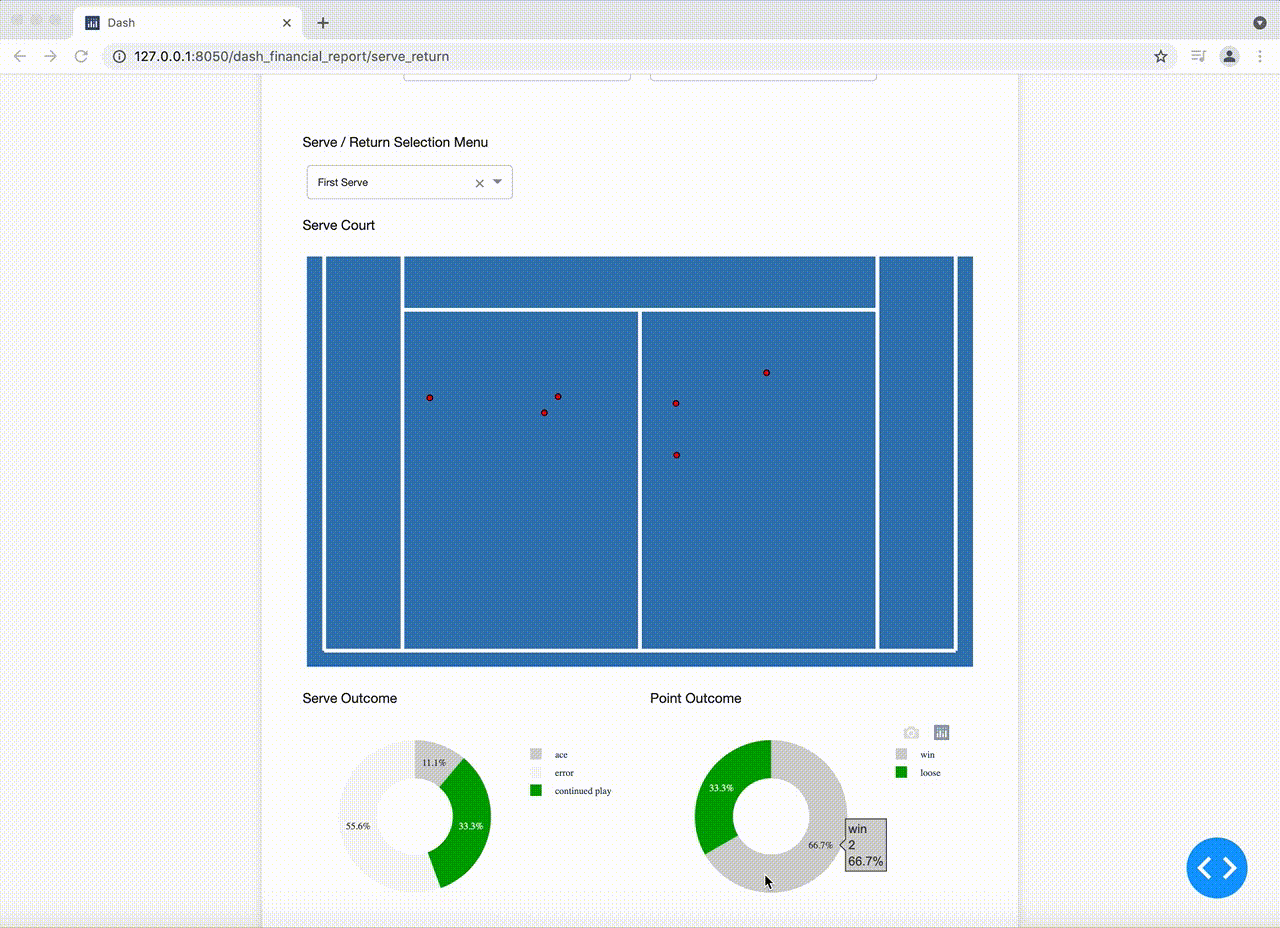 Dash
127.0.0.1:8050/dash_financial_report/serve_return
Serve / Return Selection Menu
First Serve
Serve Court
Serve Outcome
Point Outcome
11.1%
33.3%
55.6%
ace
error
continued play
33.3%
66.7%
win
loose
win
2
66.7%